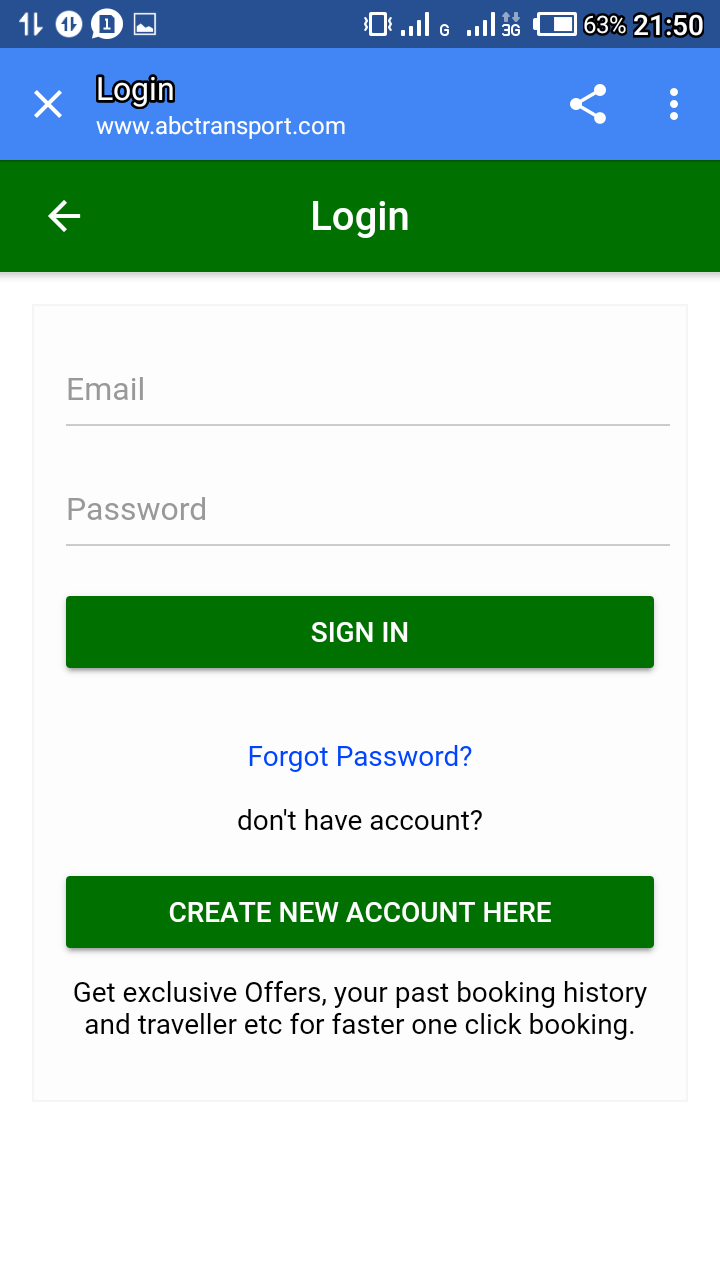 1 G 3G 63% 21:50
Login
www.abctransport.com
Login
Email
Password
SIGN IN
Forgot Password?
don't have account?
CREATE NEW ACCOUNT HERE
Get exclusive Offers, your past booking history
and traveller etc for faster one click booking.